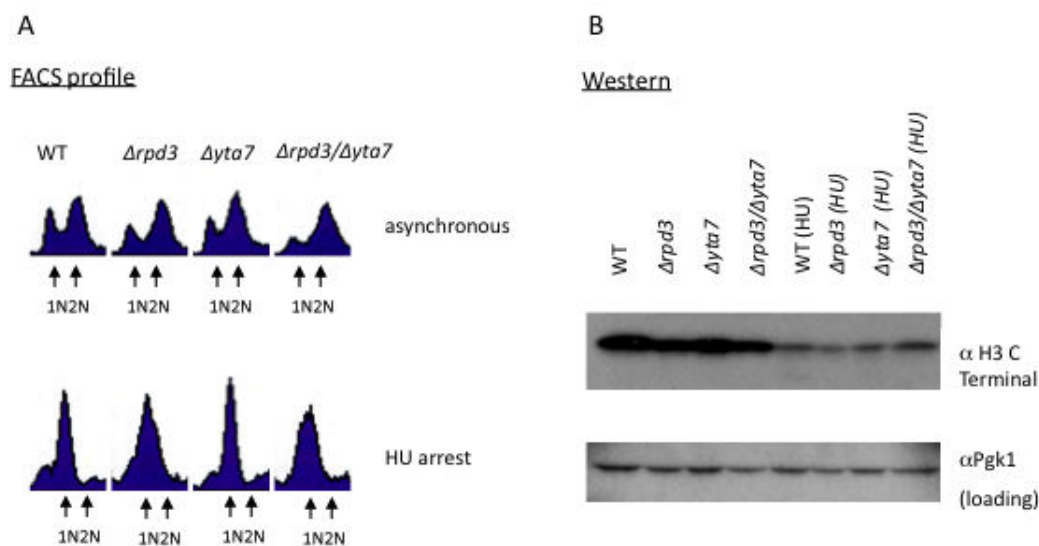 A
FACS profile
WT Δrpd3 Δyta7 Δrpd3/Δyta7
asynchronous
1N2N 1N2N 1N2N 1N2N
HU arrest
1N2N 1N2N 1N2N 1N2N
B
Western
WT
Δrpd3
Δyta7
Δrpd3/Δyta7
WT (HU)
Δrpd3 (HU)
Δyta7 (HU)
Δrpd3/Δyta7 (HU)
α H3 C
Terminal
αPgk1
(loading)